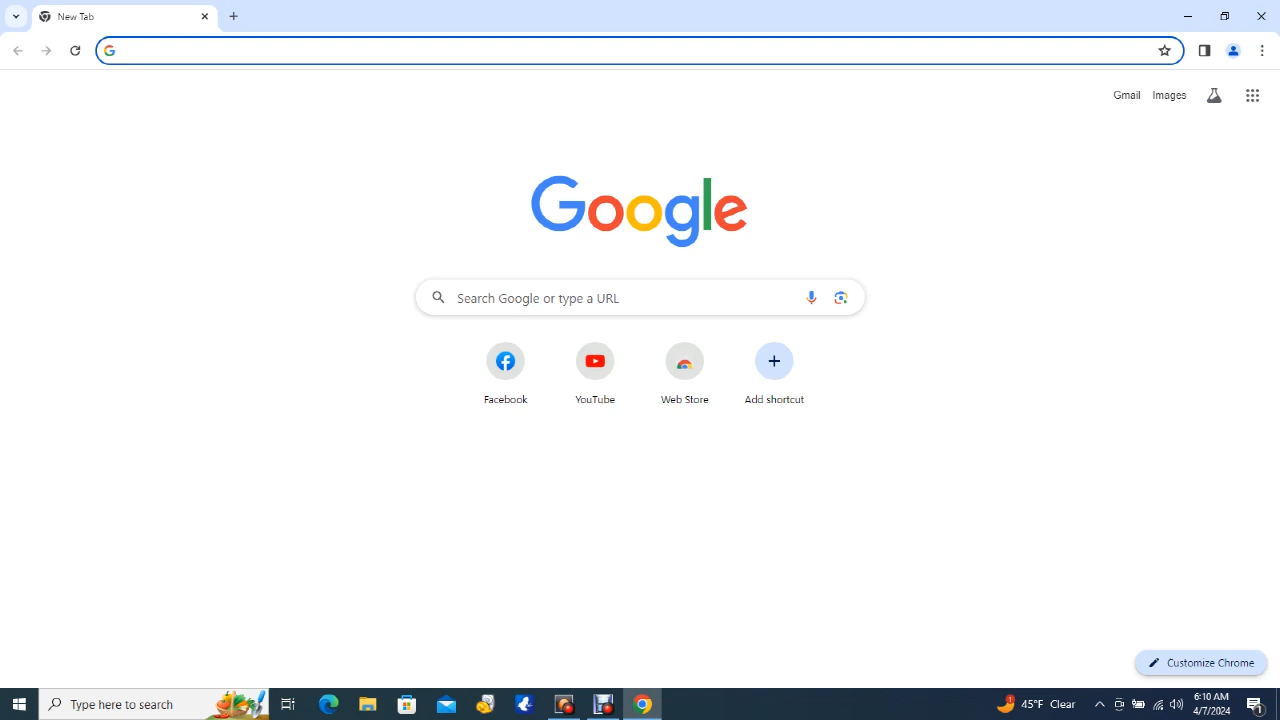 New Tab
Gmail Images
Google
Search Google or type a URL
Facebook YouTube Web Store Add shortcut
Customize Chrome
Type here to search
45°F Clear
6:10 AM
4/7/2024